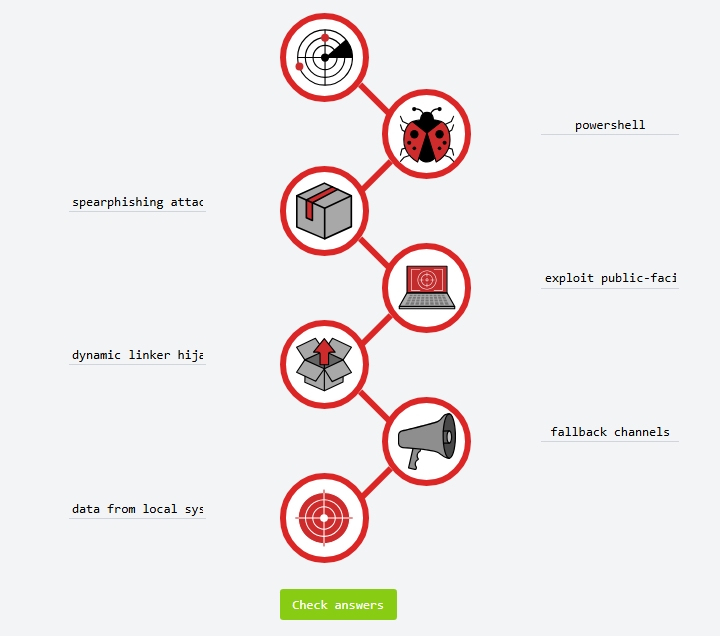 powershell
spearphishing attac
exploit public-faci
dynamic linker hija
fallback channels
data from local sys
Check answers